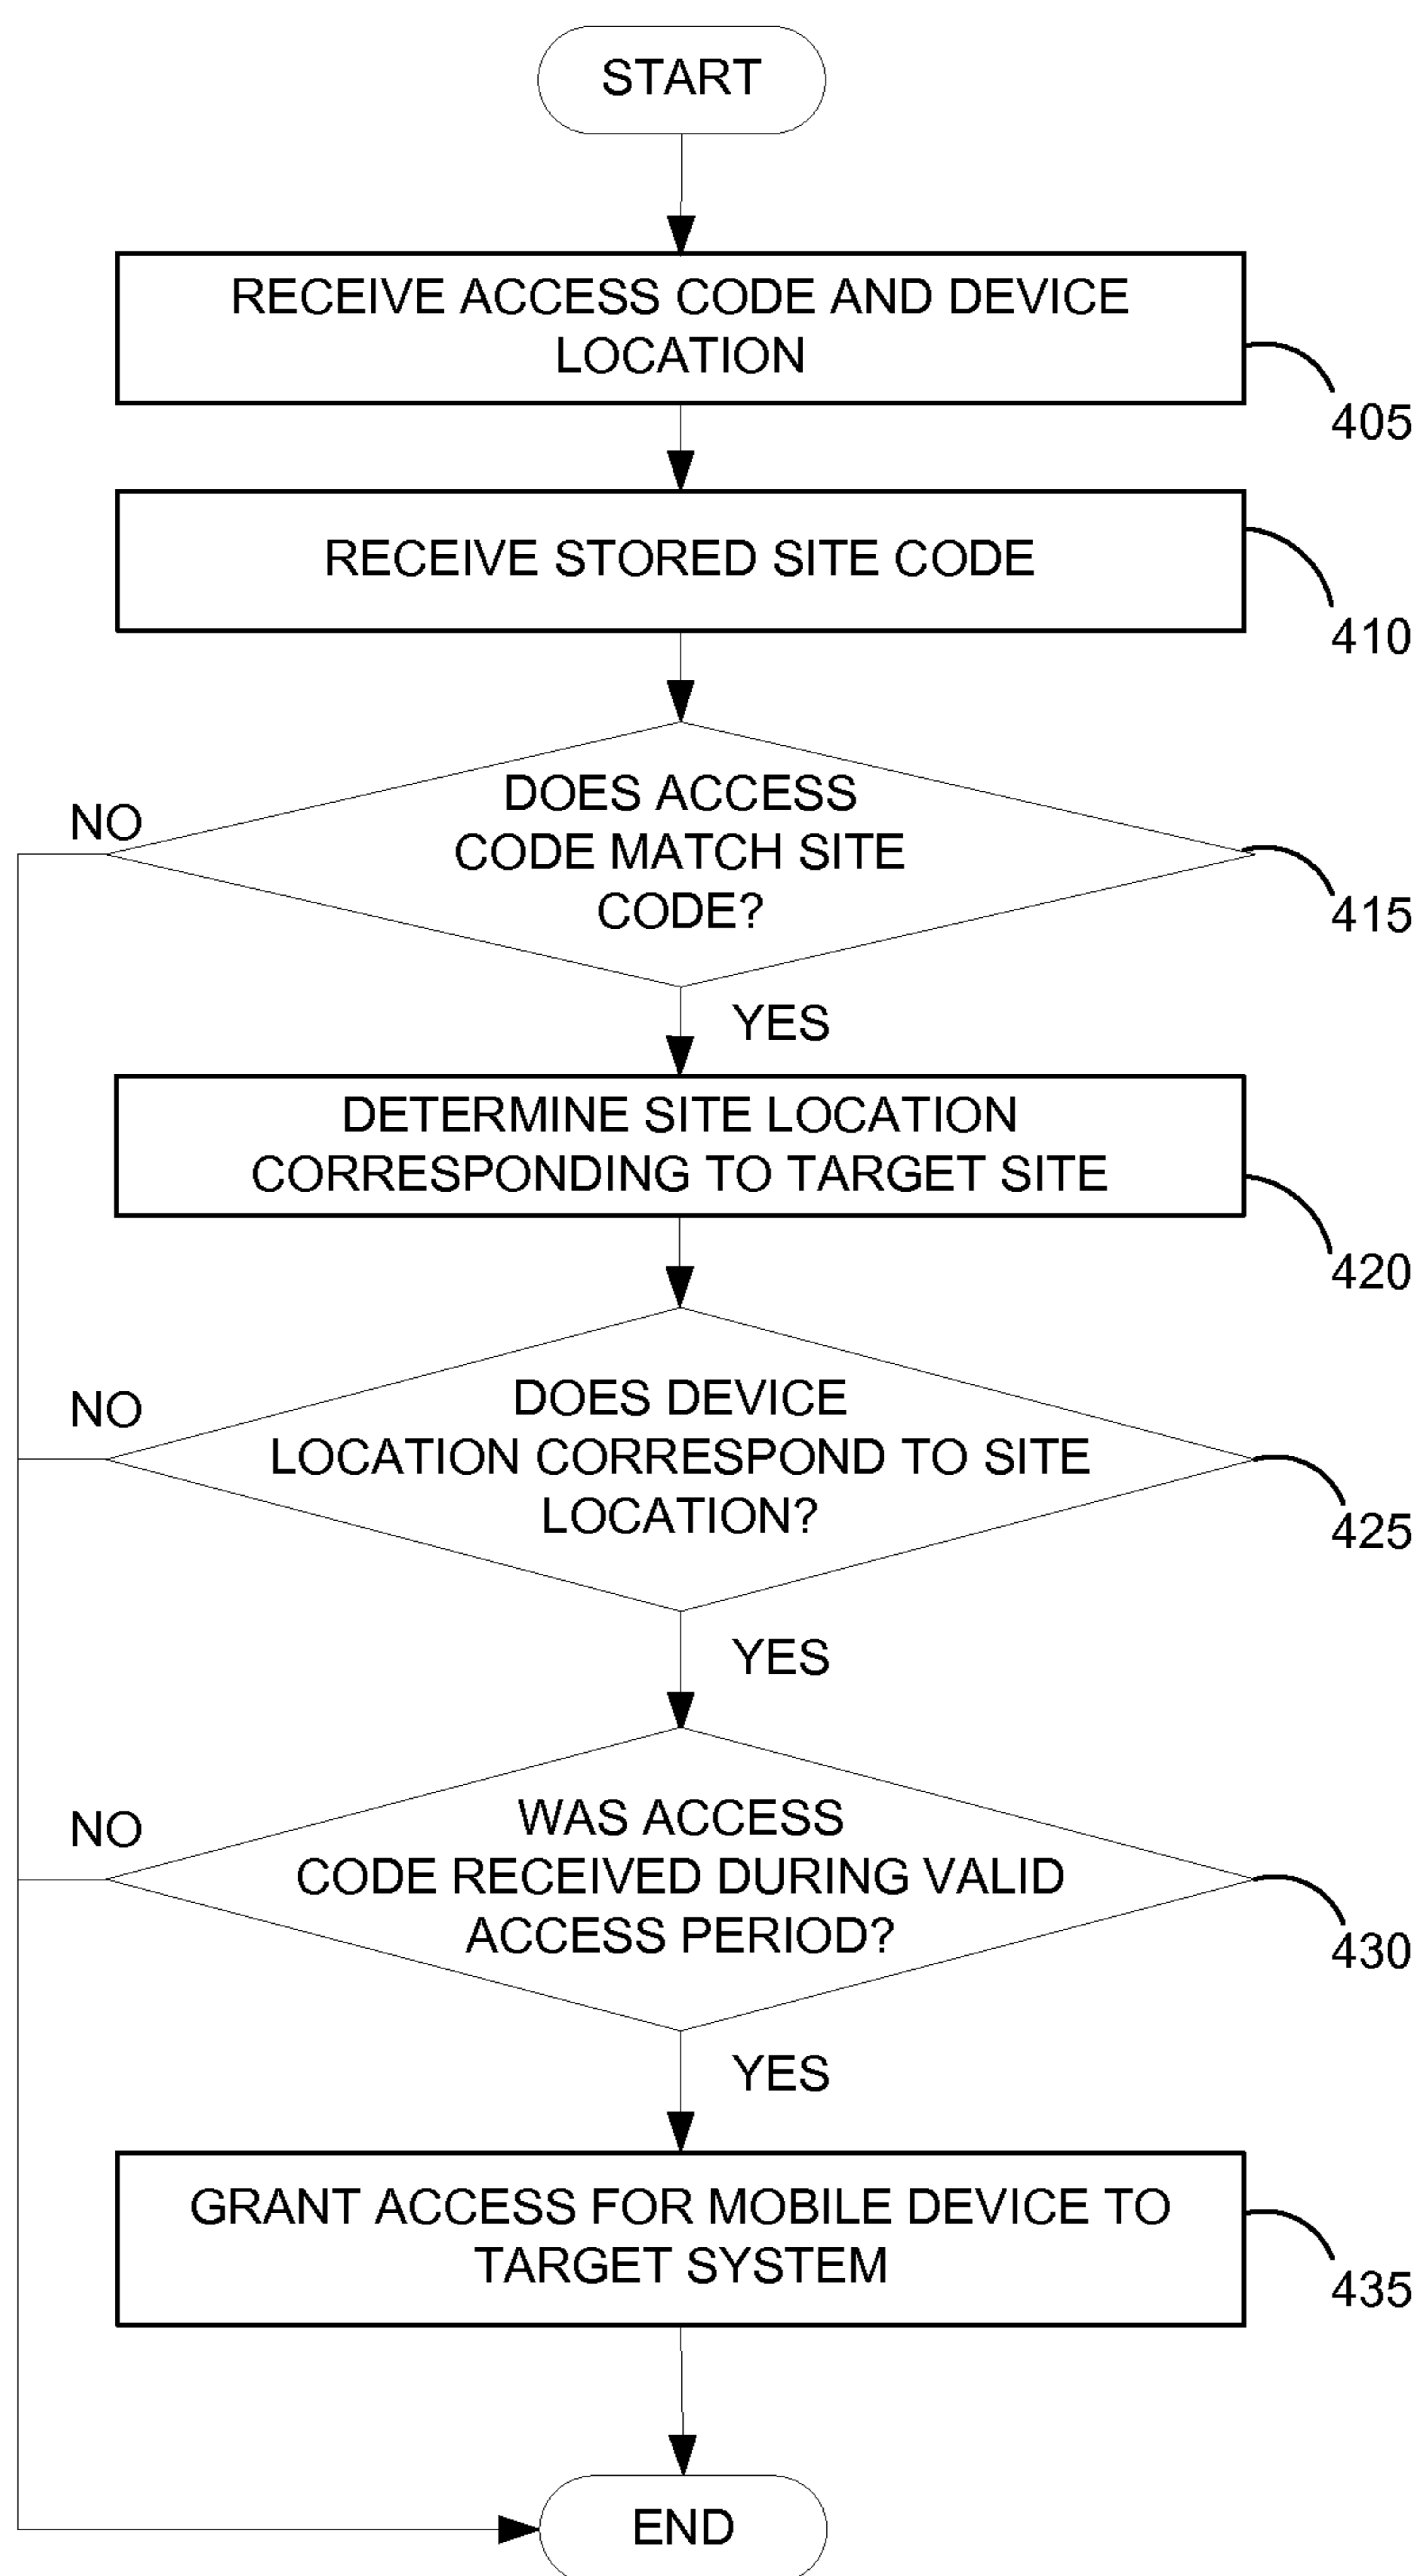 START
RECEIVE ACCESS CODE AND DEVICE
LOCATION
405
RECEIVE STORED SITE CODE
410
DOES ACCESS
CODE MATCH SITE
CODE?
NO
415
YES
DETERMINE SITE LOCATION
CORRESPONDING TO TARGET SITE
420
DOES DEVICE
LOCATION CORRESPOND TO SITE
LOCATION?
NO
425
YES
WAS ACCESS
CODE RECEIVED DURING VALID
ACCESS PERIOD?
NO
430
YES
GRANT ACCESS FOR MOBILE DEVICE TO
TARGET SYSTEM
435
END